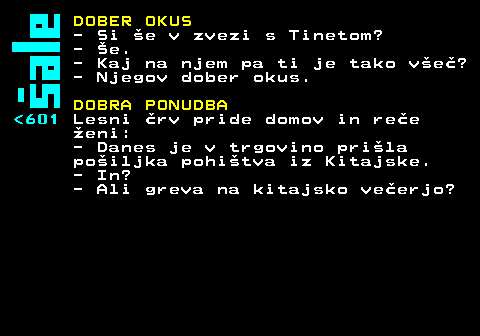 šale
DOBER OKUS
- Si še v zvezi s Tinetom?
- Še.
- Kaj na njem pa ti je tako všeč?
- Njegov dober okus.
DOBRA PONUDBA
<601 Lesni črv pride domov in reče
ženi:
- Danes je v trgovino prišla
pošiljka pohištva iz Kitajske.
- In?
- Ali greva na kitajsko večerjo?